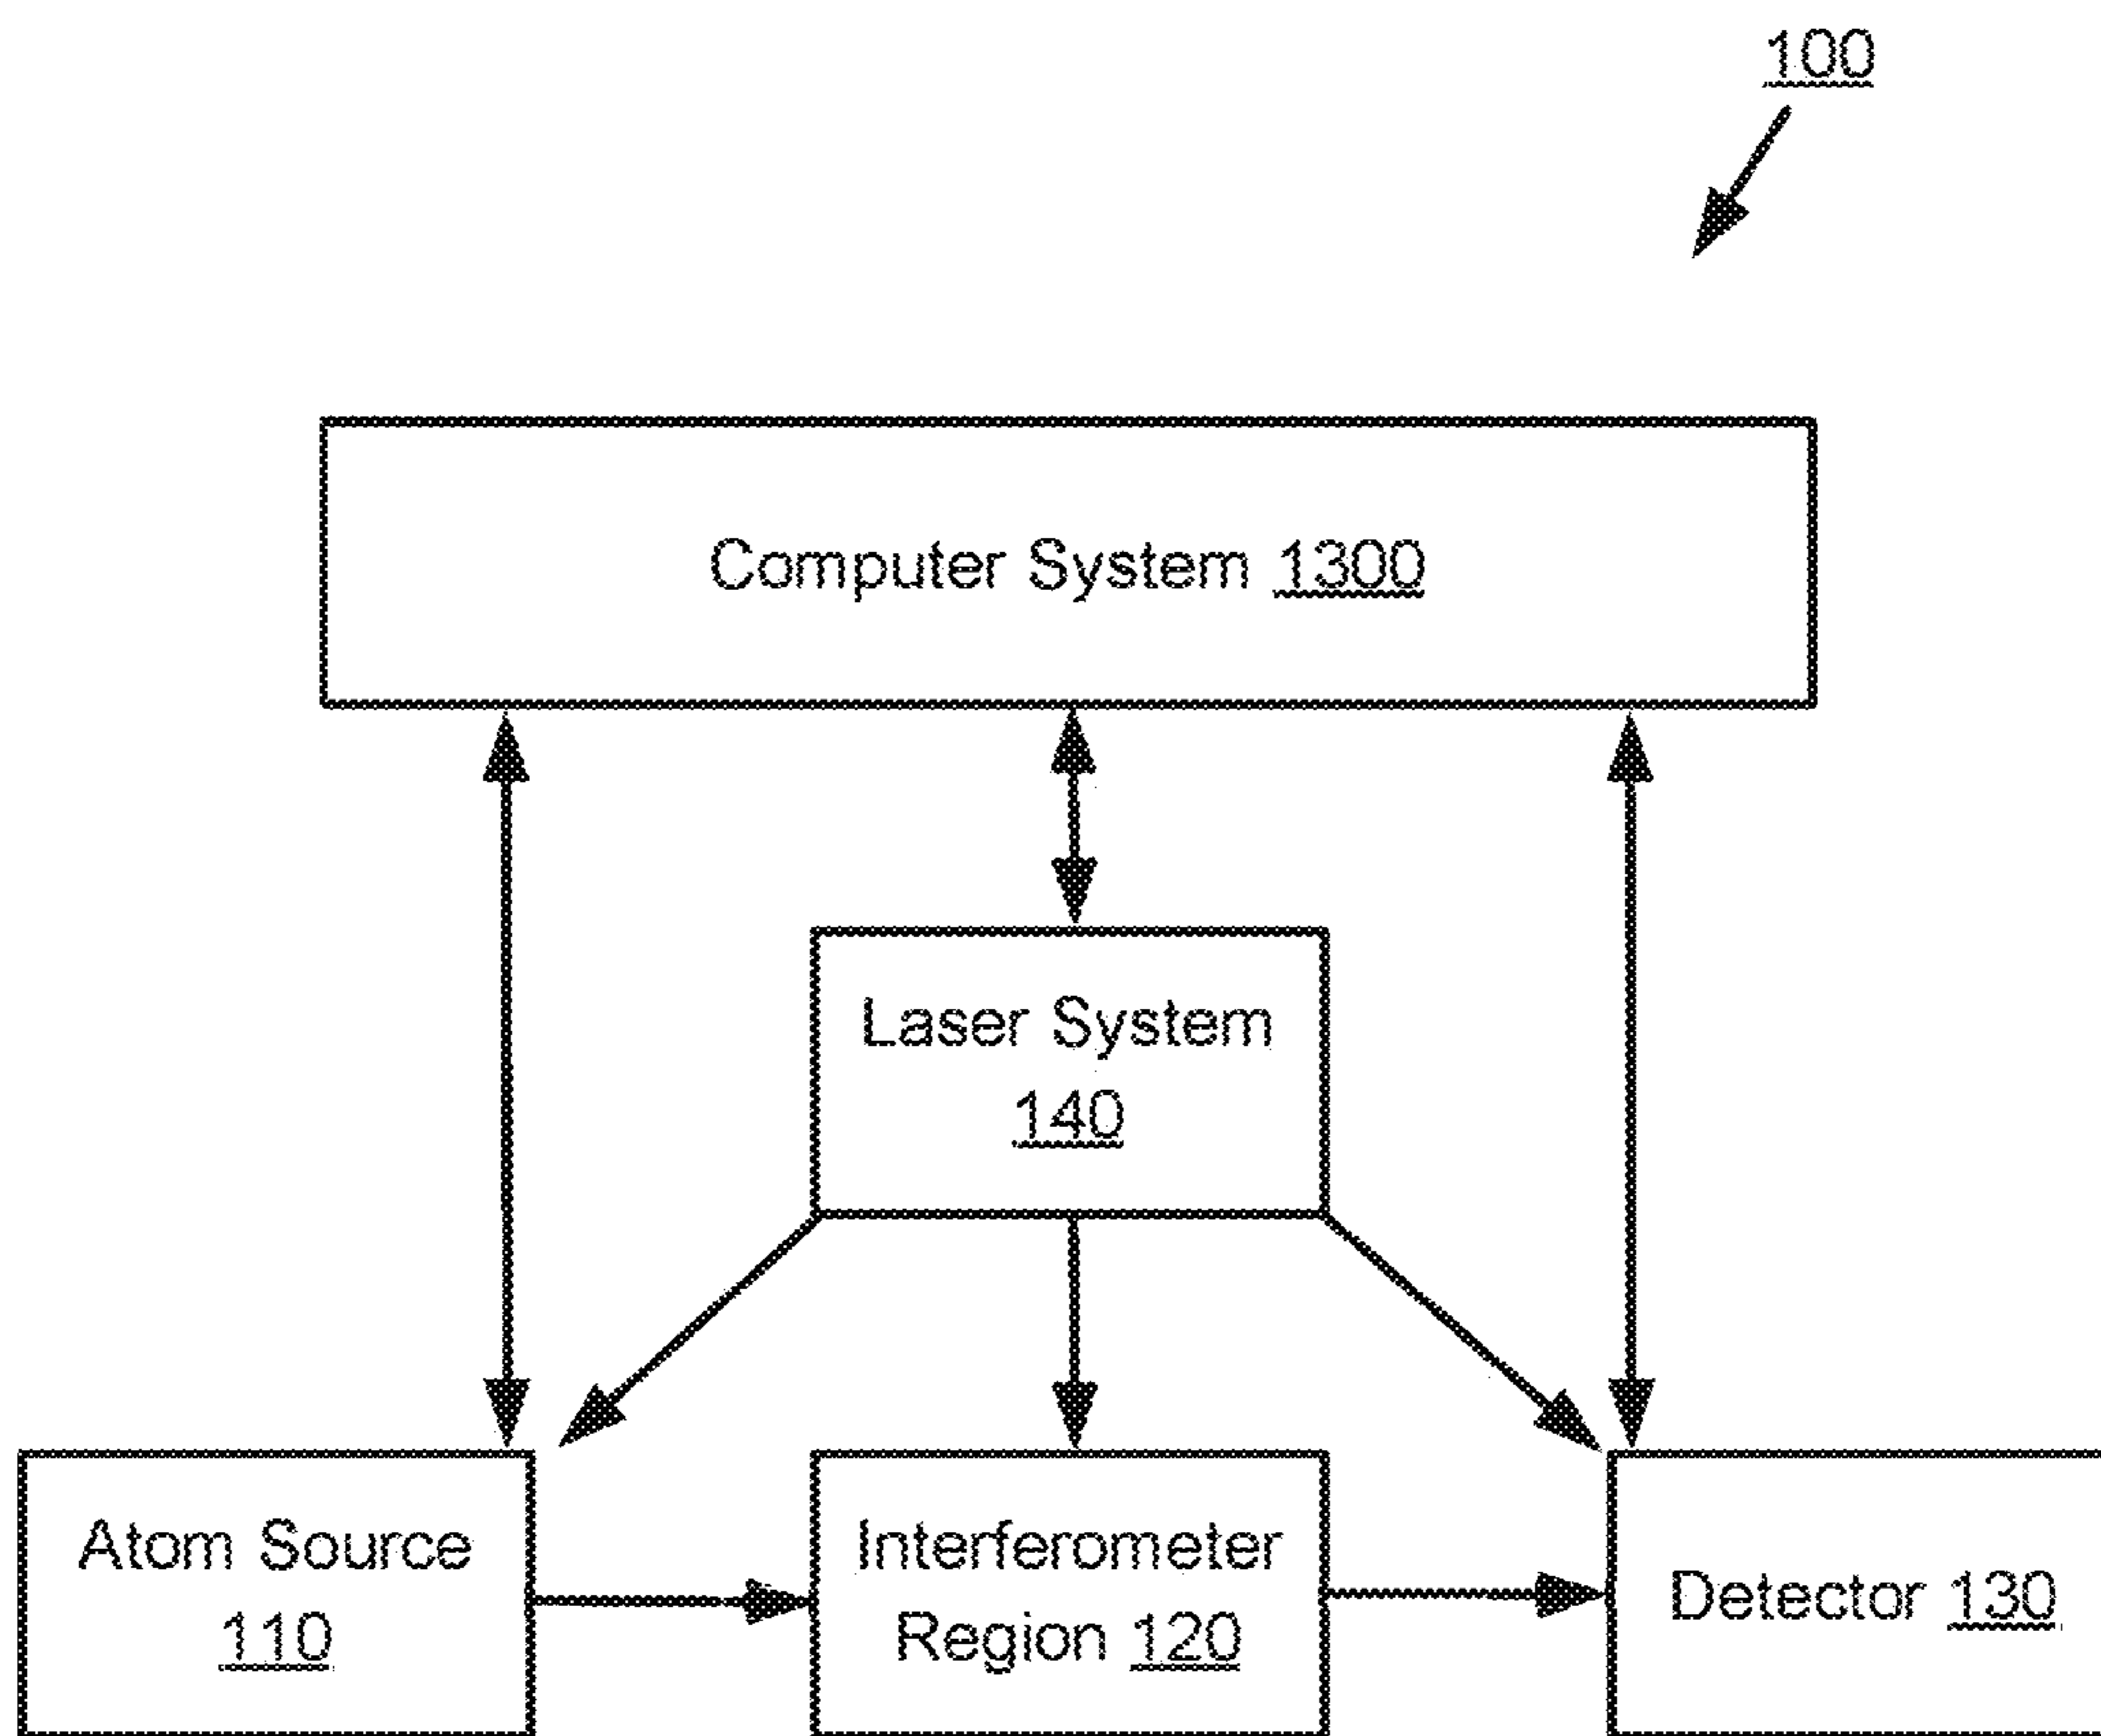 100
Computer System 1300
Laser System
140
Atom Source
110
Interferometer
Region 120
Detector 130